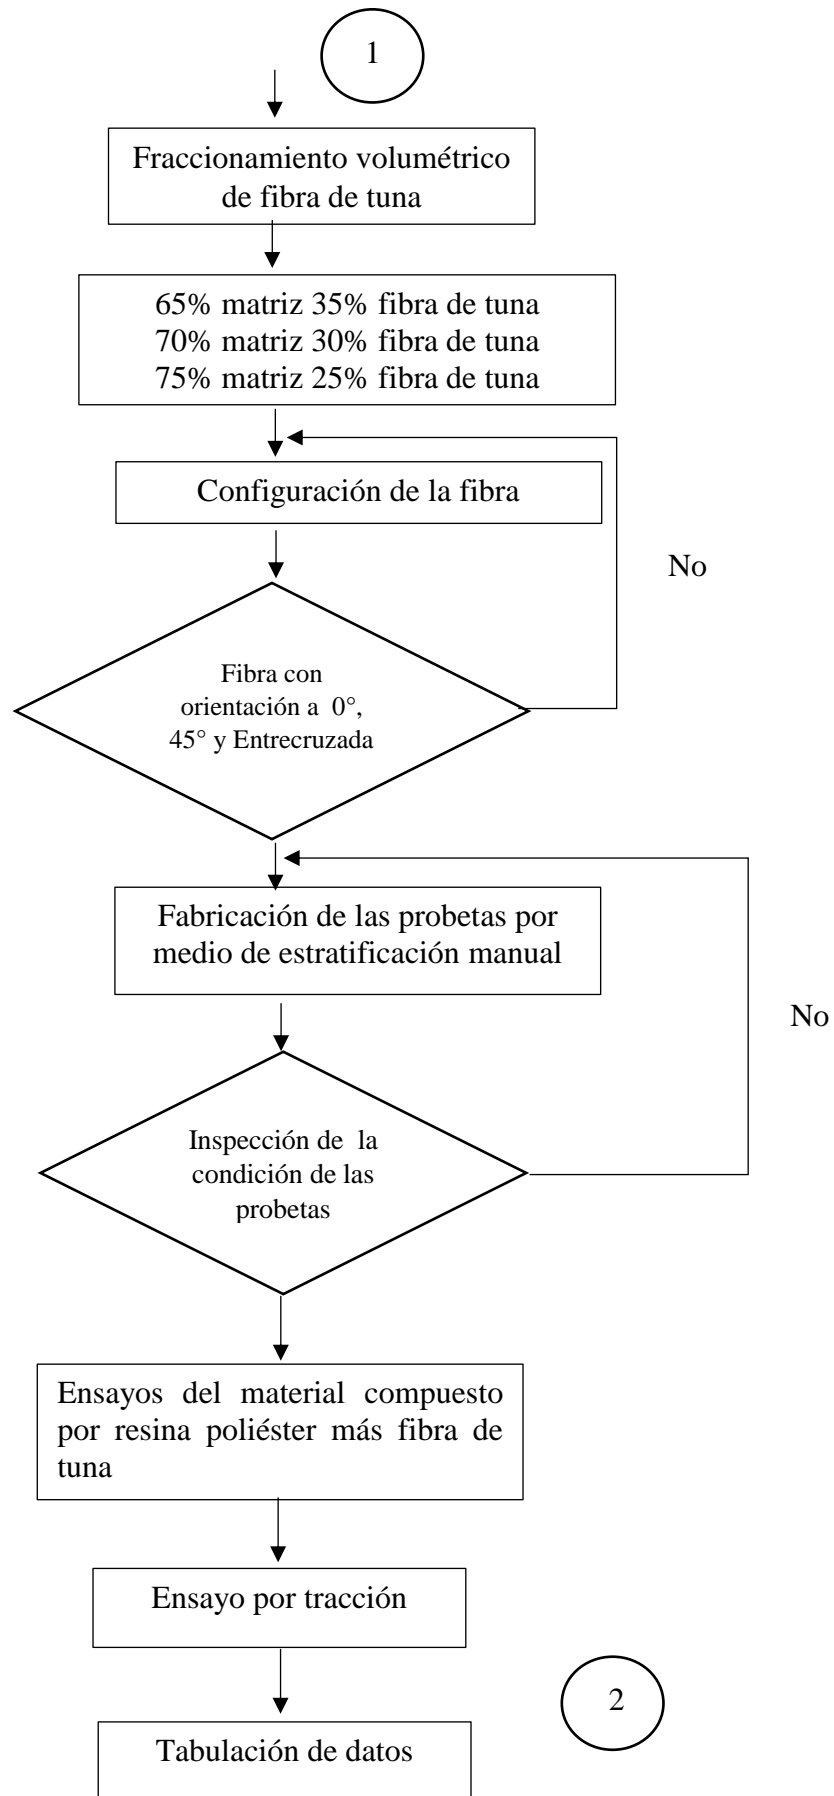 1
Fraccionamiento volumétrico
de fibra de tuna
65% matriz 35% fibra de tuna
70% matriz 30% fibra de tuna
75% matriz 25% fibra de tuna
Configuración de la fibra
No
Fibra con
orientación a 0°,
45° y Entrecruzada
Fabricación de las probetas por
medio de estratificación manual
No
Inspección de la
condición de las
probetas
Ensayos del material compuesto
por resina poliéster más fibra de
tuna
Ensayo por tracción
2
Tabulación de datos